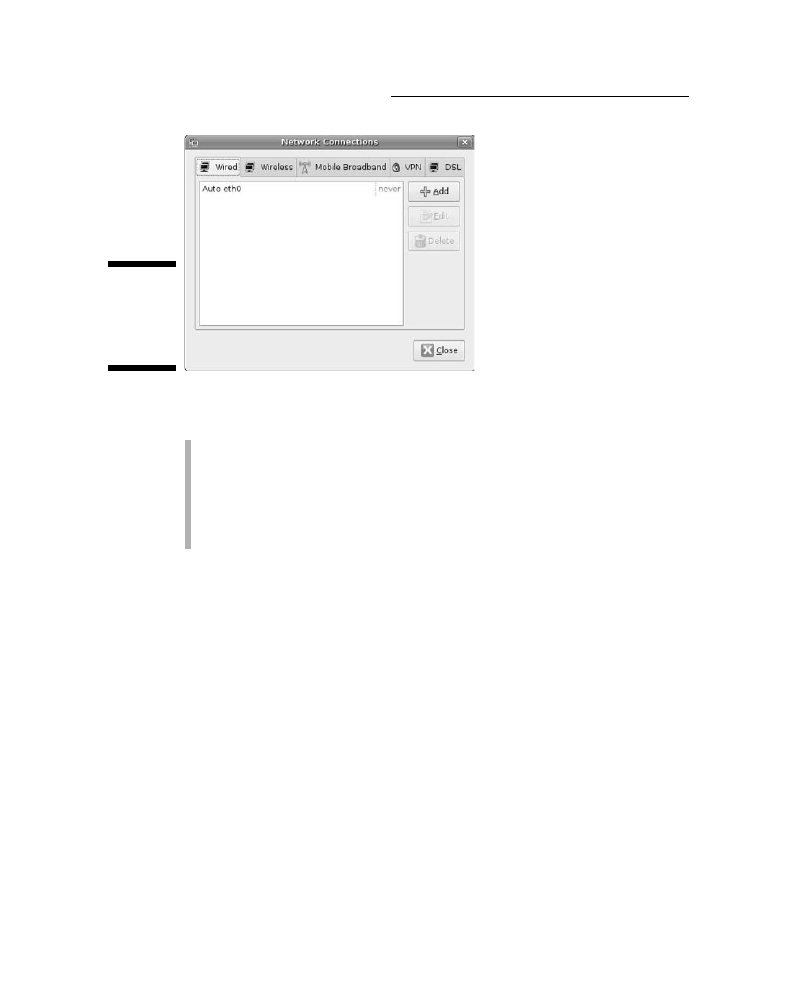 Network Connections
Wired Wireless Mobile Broadband VPN DSL
Auto eth0 never
Add
Edit
Delete
Close